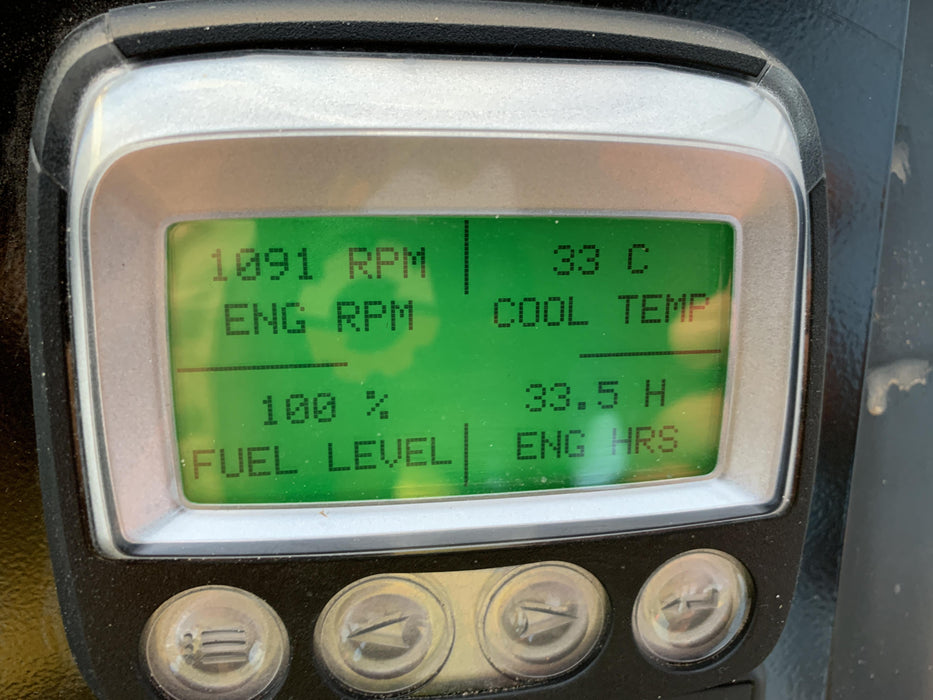 1091 RPM
ENG RPM
33 C
COOL TEMP
100 %
FUEL LEVEL
33.5 H
ENG HRS